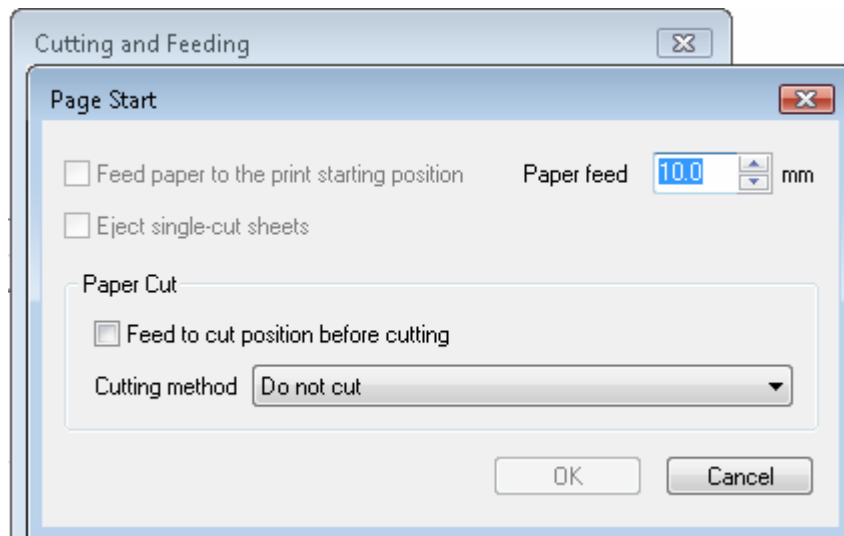 Cutting and Feeding
Page Start
Feed paper to the print starting position Paper feed 10.0 mm
Eject single-cut sheets
Paper Cut
Feed to cut position before cutting
Cutting method Do not cut
OK Cancel